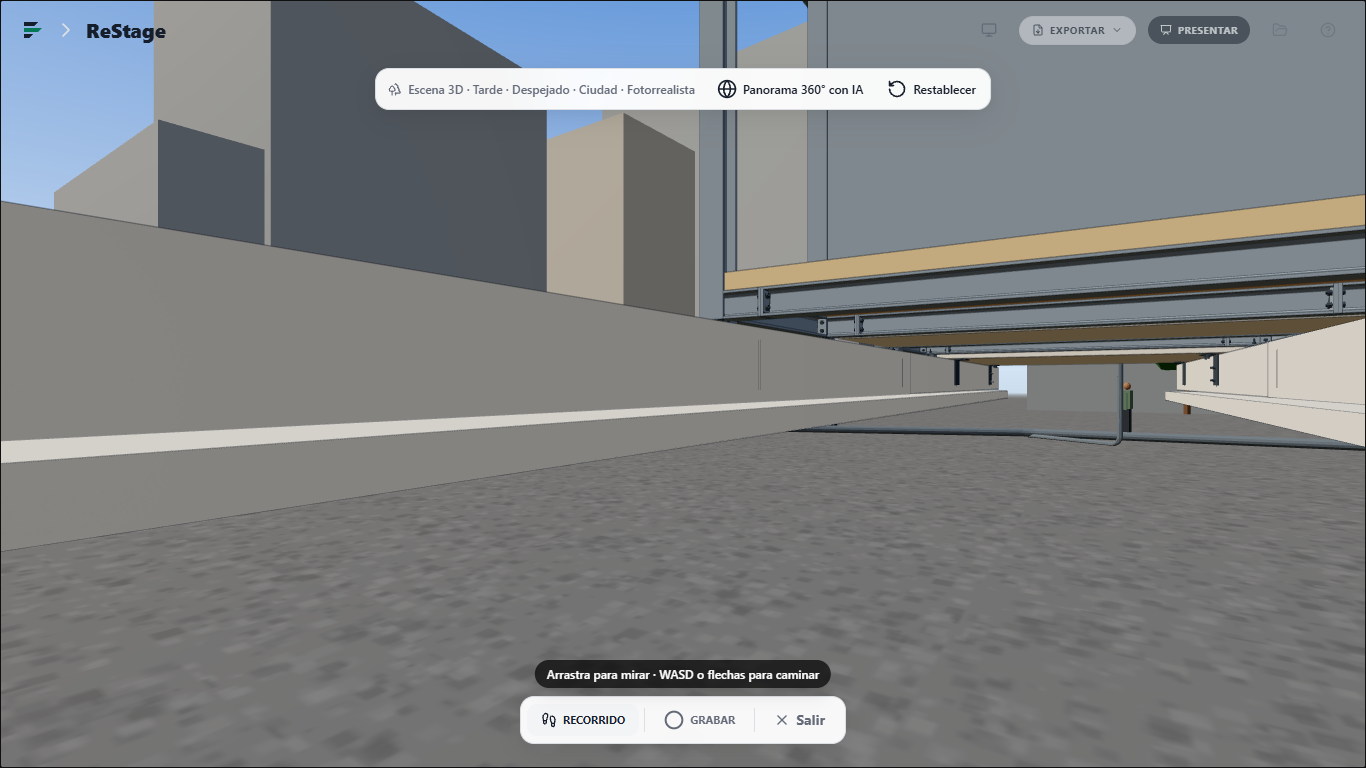 ReStage
EXPORTAR
PRESENTAR
Escena 3D · Tarde · Despejado · Ciudad · Fotorrealista
Panorama 360° con IA
Restablecer
Arrastra para mirar · WASD o flechas para caminar
RECORRIDO
GRABAR
Salir